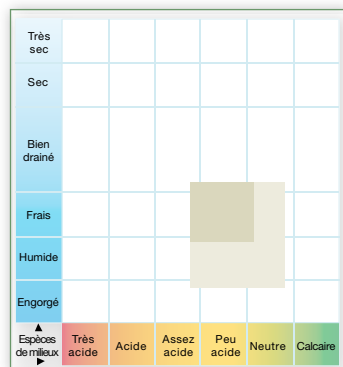 Très
sec
Sec
Bien
drainé
Frais
Humide
Engorgé
Espèces
de milieux
Très
acide
Acide
Assez
acide
Peu
acide
Neutre
Calcaire